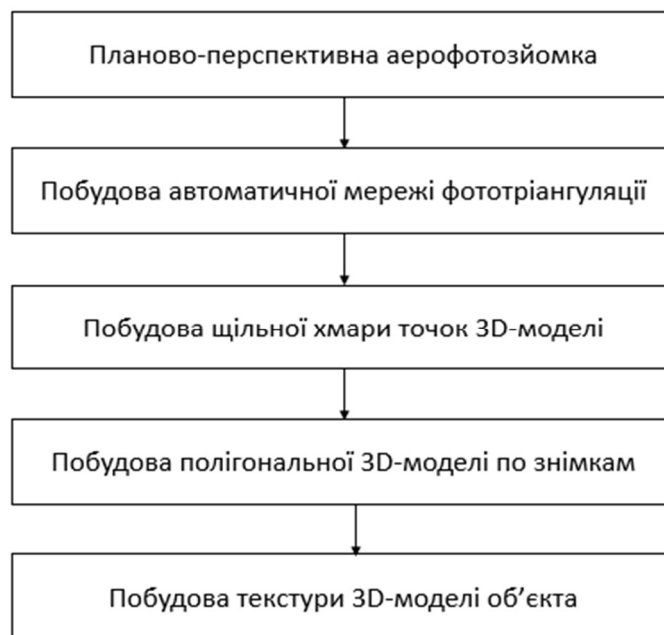 Планово-перспективна аерофотозйомка
Побудова автоматичної мережі фототріангуляції
Побудова щільної хмари точок 3D-моделі
Побудова полігональної 3D-моделі по знімкам
Побудова текстури 3D-моделі об’єкта